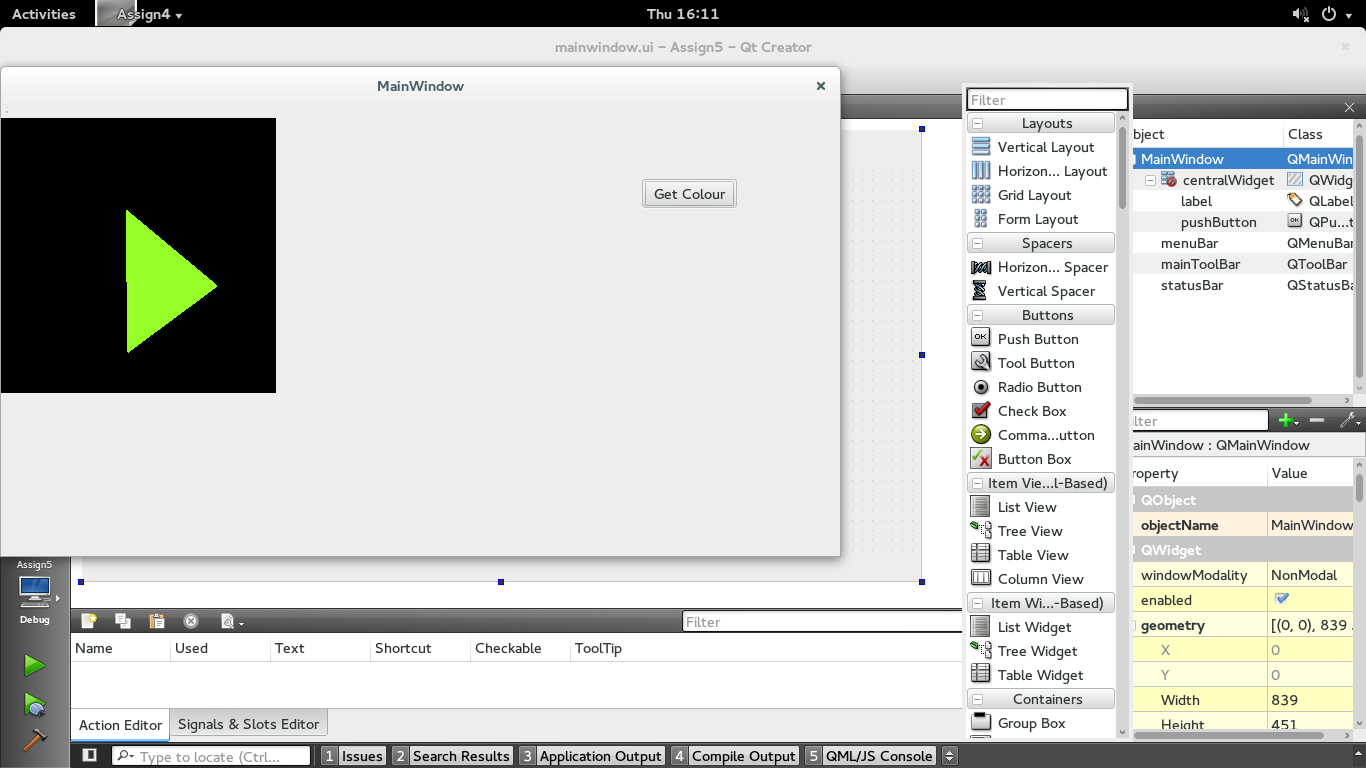 Activities
Assign4
Thu 16:11
mainwindow.ui - Assign5 - Qt Creator
MainWindow
Get Colour
Filter
Layouts
Vertical Layout
Horizon... Layout
Grid Layout
Form Layout
Spacers
Horizon... Spacer
Vertical Spacer
Buttons
Push Button
Tool Button
Radio Button
Check Box
Comma...utton
Button Box
Item Vie...l-Based)
List View
Tree View
Table View
Column View
Item Wi...-Based)
List Widget
Tree Widget
Table Widget
Containers
Group Box
bject Class
MainWindow QMainWin
centralWidget QWidg
label QLabel
pushButton QPu...t
menuBar QMenuBa
mainToolBar QToolBar
statusBar QStatusBa
ilter
ainWindow : QMainWindow
roperty Value
QObject
objectName MainWindow
QWidget
windowModality NonModal
enabled
geometry [(0, 0), 839 .
X 0
Y 0
Width 839
Height 451
Assign5
Debug
Filter
Name Used Text Shortcut Checkable ToolTip
Action Editor Signals & Slots Editor
Type to locate (Ctrl...
1 Issues 2 Search Results 3 Application Output 4 Compile Output 5 QML/JS Console